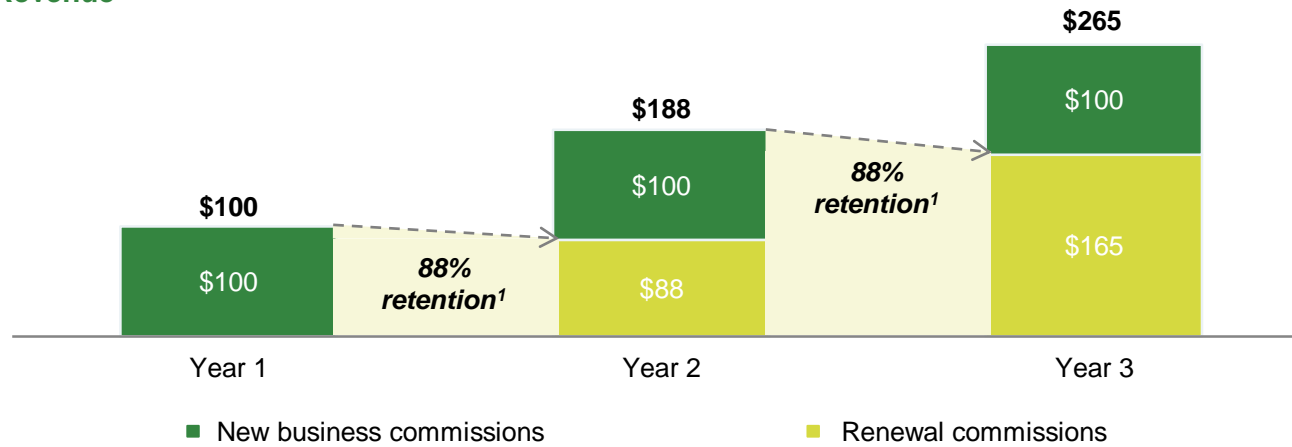 $265
$100
$188
88%
retention1
$100
$100
$165
88%
retention1
$100
$88
Year 1
Year 2
Year 3
New business commissions
Renewal commissions